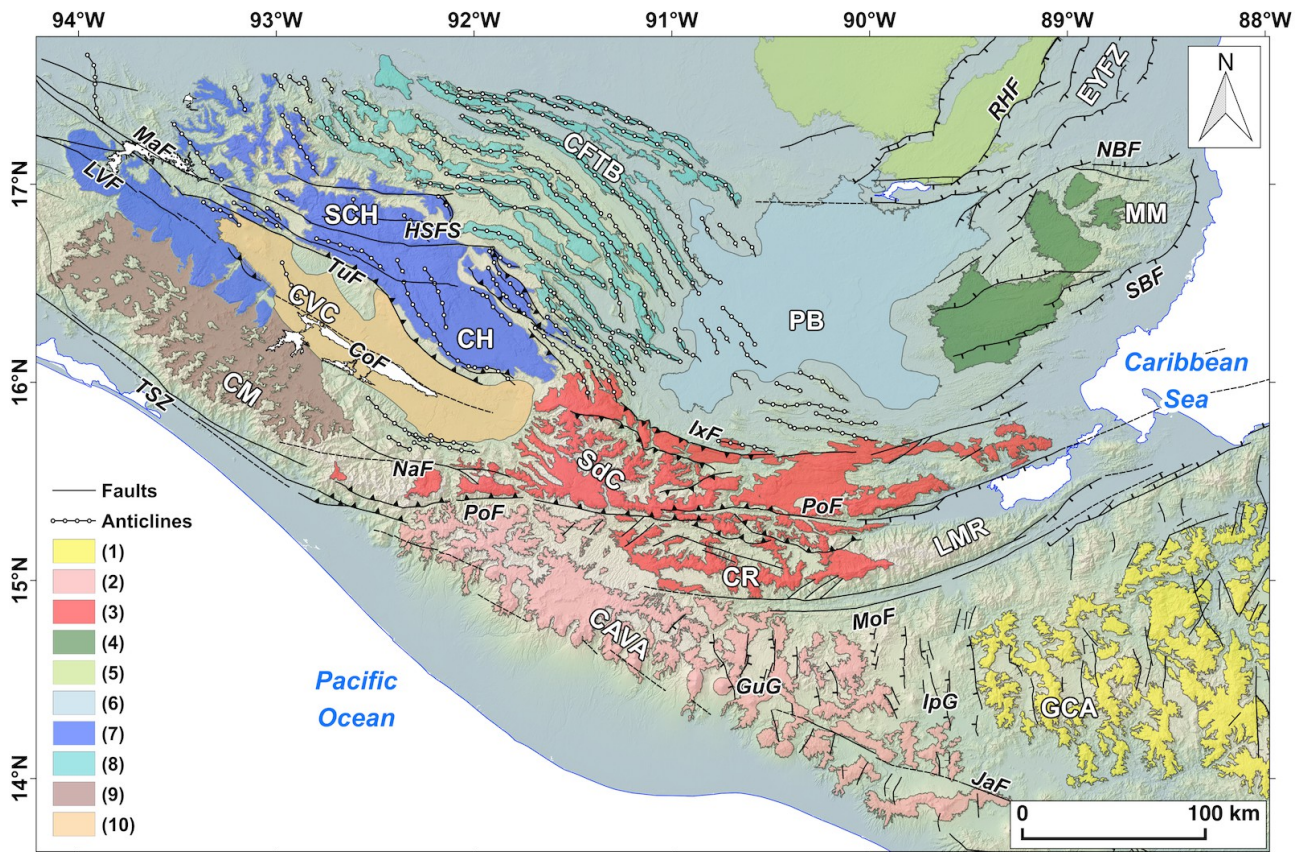 94°W
93°W
92°W
91°W
90°W
89°W
88°W
17°N
16°N
15°N
14°N
N
EYFZ
RHF
NBF
MM
SBF
CFTB
MaF
LVF
SCH
HSFS
TuF
CVC
CH
CoF
PB
CM
TSZ
Caribbean
Sea
IxF
SdC
NaF
PoF
PoF
LMR
CR
MoF
CAVA
GuG
IpG
GCA
JaF
Pacific
Ocean
Faults
Anticlines
(1)
(2)
(3)
(4)
(5)
(6)
(7)
(8)
(9)
(10)
0
100 km